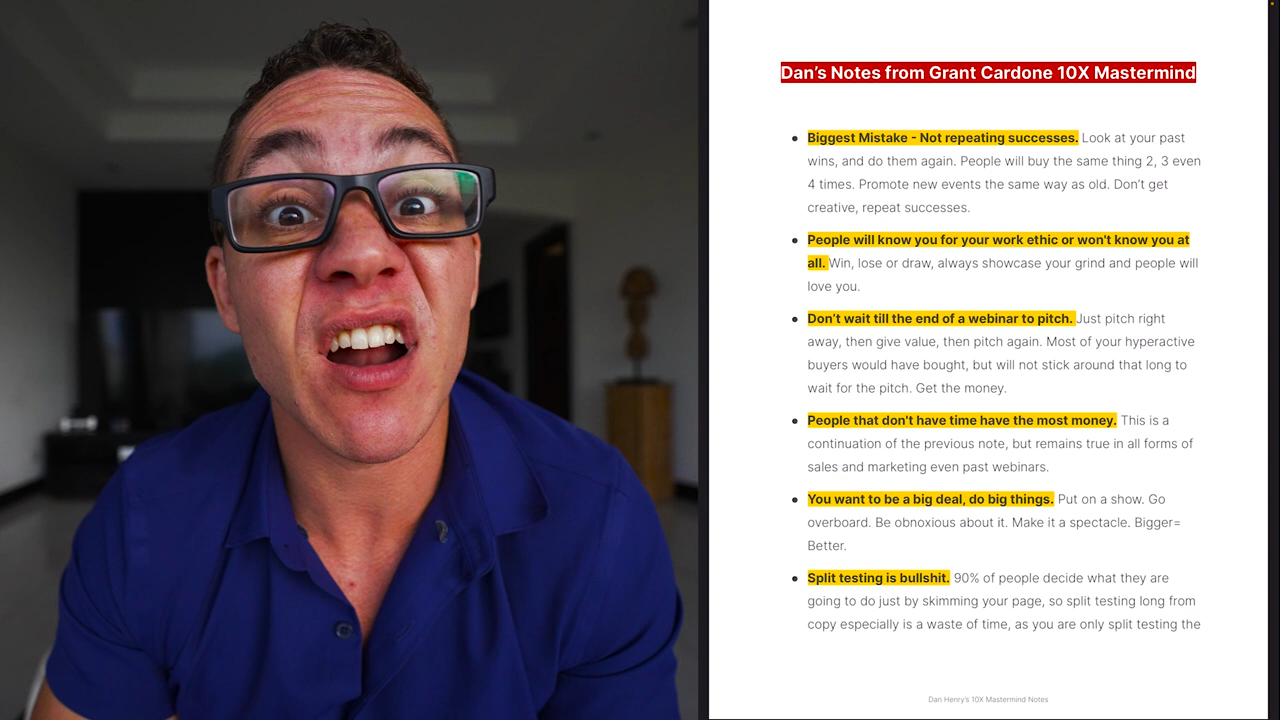 Dan’s Notes from Grant Cardone 10X Mastermind
• Biggest Mistake - Not repeating successes. Look at your past
wins, and do them again. People will buy the same thing 2, 3 even
4 times. Promote new events the same way as old. Don’t get
creative, repeat successes.
• People will know you for your work ethic or won't know you at
all. Win, lose or draw, always showcase your grind and people will
love you.
• Don’t wait till the end of a webinar to pitch. Just pitch right
away, then give value, then pitch again. Most of your hyperactive
buyers would have bought, but will not stick around that long to
wait for the pitch. Get the money.
• People that don't have time have the most money. This is a
continuation of the previous note, but remains true in all forms of
sales and marketing even past webinars.
• You want to be a big deal, do big things. Put on a show. Go
overboard. Be obnoxious about it. Make it a spectacle. Bigger=
Better.
• Split testing is bullshit. 90% of people decide what they are
going to do just by skimming your page, so split testing long from
copy especially is a waste of time, as you are only split testing the
Dan Henry's 10X Mastermind Notes